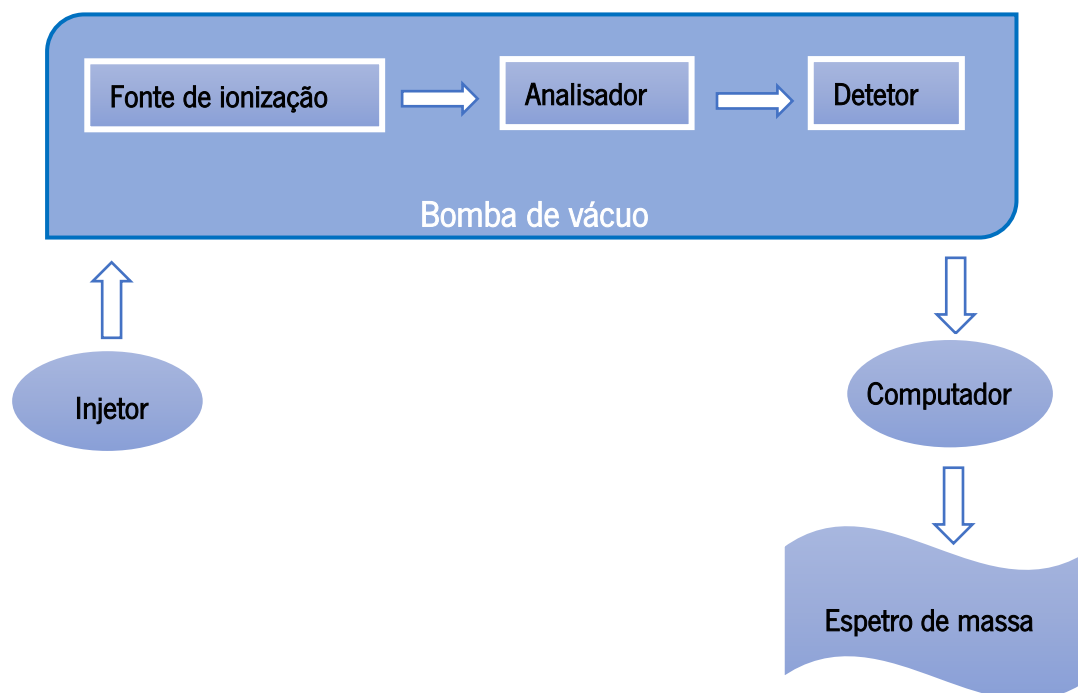 Fonte de ionização
Analisador
Detetor
Bomba de vácuo
Injetor
Computador
Espetro de massa